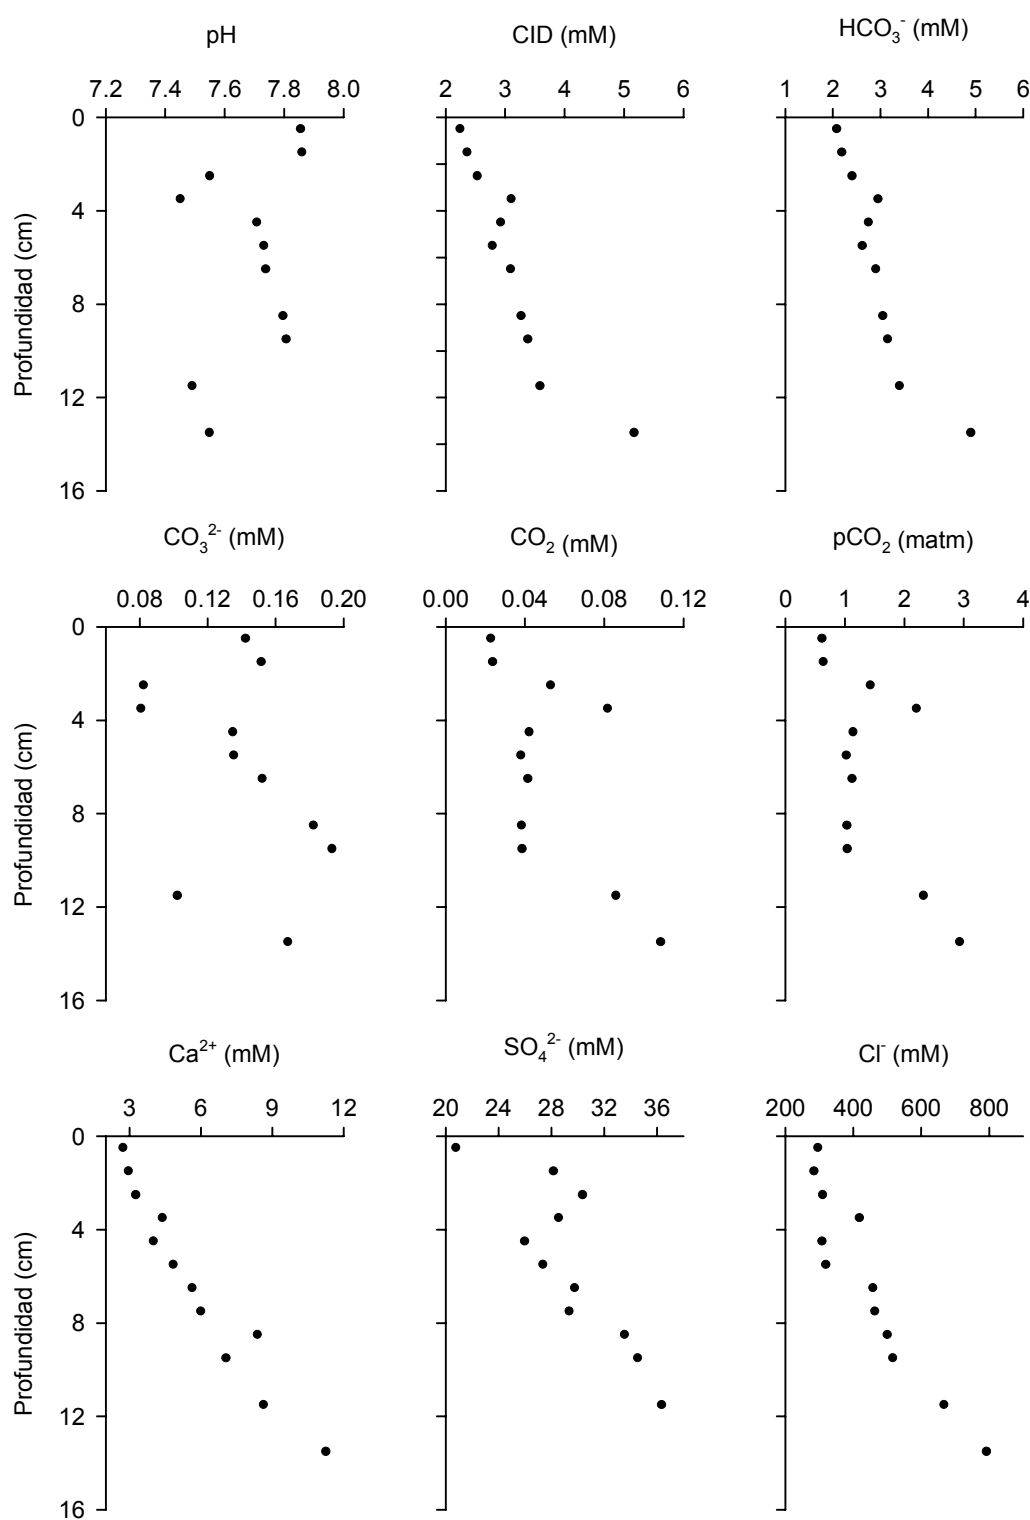 pH CID (mM) HCO₃⁻ (mM)
7.2 7.4 7.6 7.8 8.0 2 3 4 5 6 1 2 3 4 5 6
0
4
8
12
16
Profundidad (cm)
CO₃²⁻ (mM) CO₂ (mM) pCO₂ (matm)
0.08 0.12 0.16 0.20 0.00 0.04 0.08 0.12 0 1 2 3 4
0
4
8
12
16
Profundidad (cm)
Ca²⁺ (mM) SO₄²⁻ (mM) Cl⁻ (mM)
3 6 9 12 20 24 28 32 36 200 400 600 800
0
4
8
12
16
Profundidad (cm)